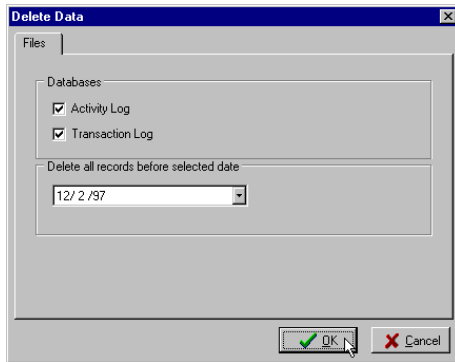 Delete Data
Files
Databases
Activity Log
Transaction Log
Delete all records before selected date
12/ 2 /97
OK
Cancel